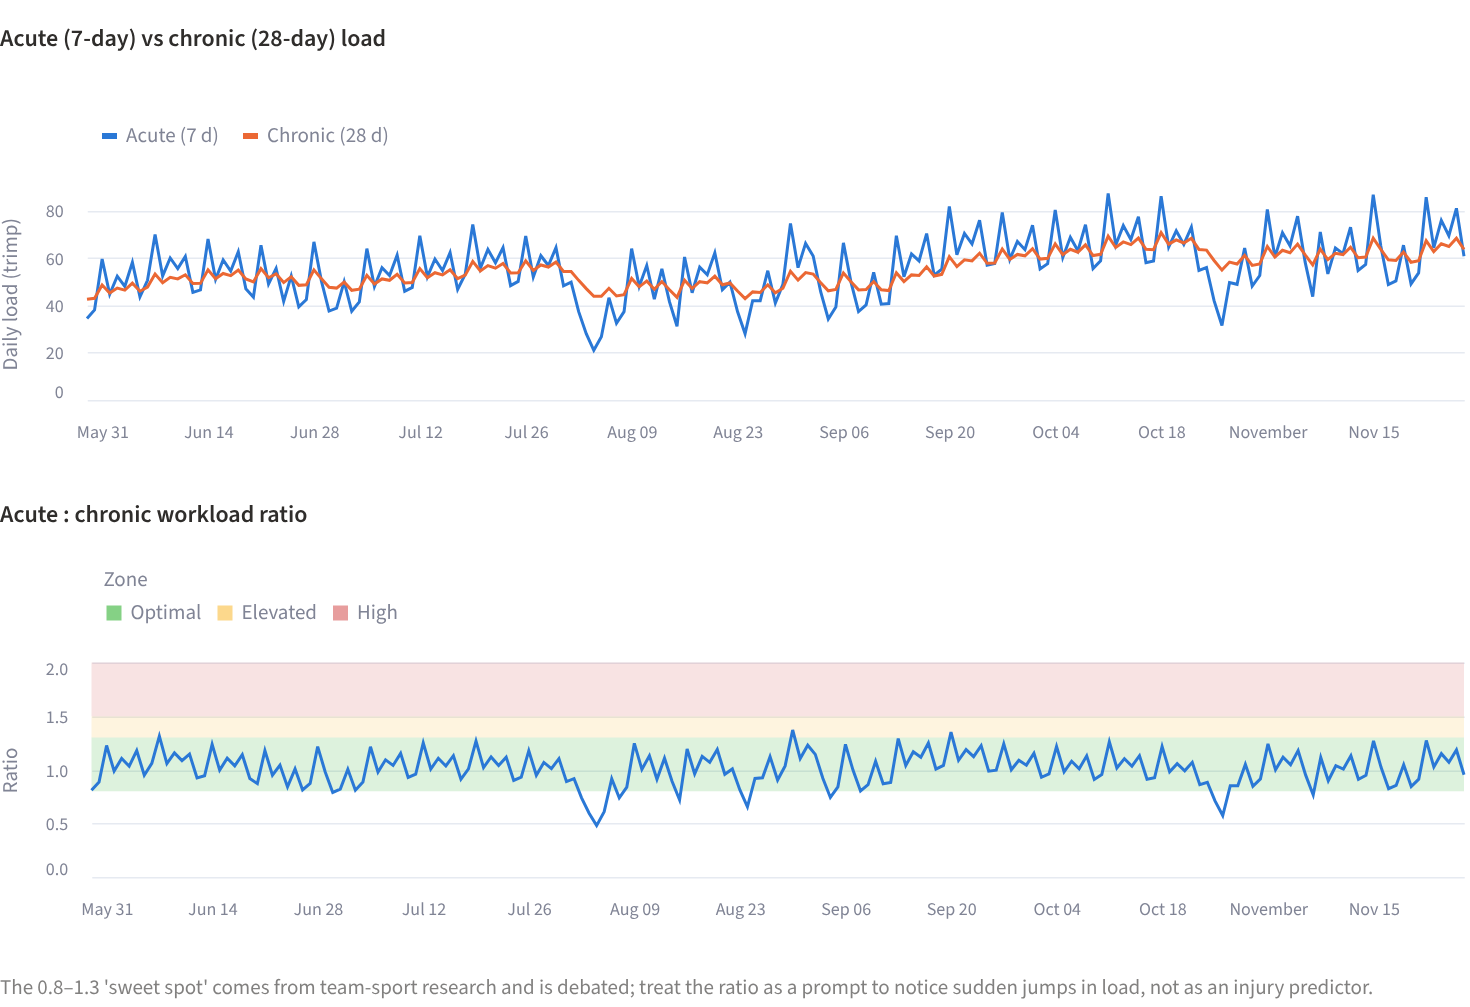 Acute (7-day) vs chronic (28-day) load
Acute (7 d) Chronic (28 d)
Daily load (trimp)
80
60
40
20
0
May 31 Jun 14 Jun 28 Jul 12 Jul 26 Aug 09 Aug 23 Sep 06 Sep 20 Oct 04 Oct 18 November Nov 15
Acute : chronic workload ratio
Zone
Optimal Elevated High
Ratio
2.0
1.5
1.0
0.5
0.0
May 31 Jun 14 Jun 28 Jul 12 Jul 26 Aug 09 Aug 23 Sep 06 Sep 20 Oct 04 Oct 18 November Nov 15
The 0.8–1.3 'sweet spot' comes from team-sport research and is debated; treat the ratio as a prompt to notice sudden jumps in load, not as an injury predictor.